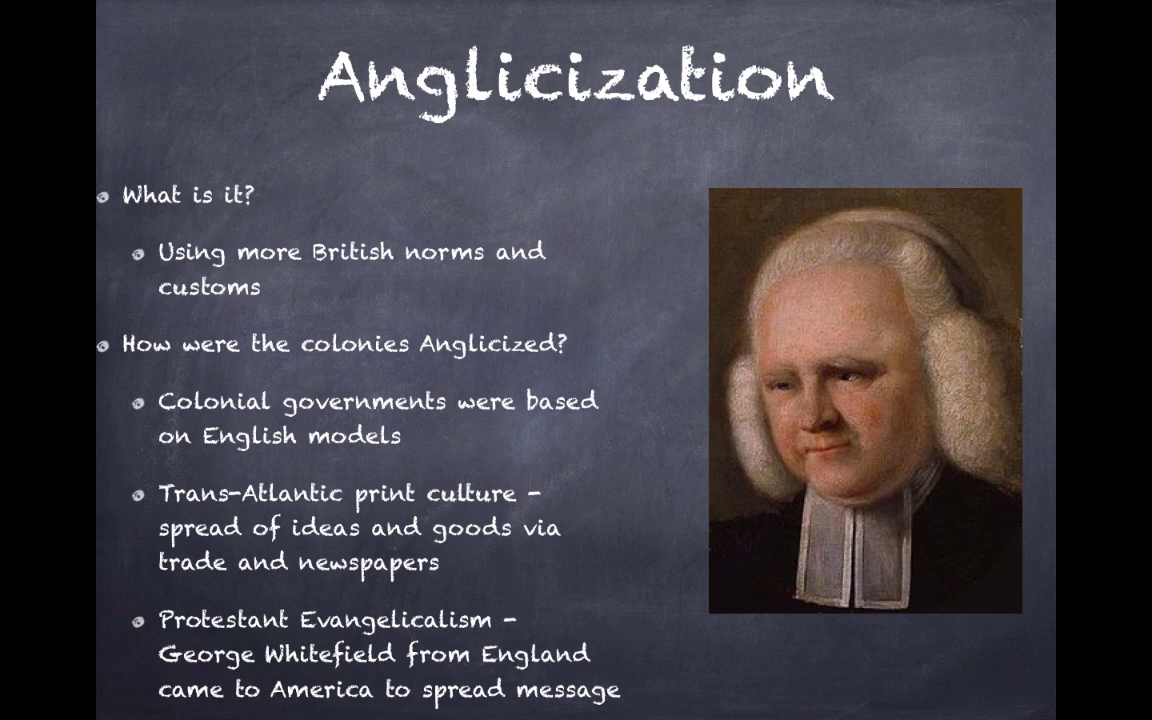 Anglicization
What is it?
Using more British norms and
customs
How were the colonies Anglicized?
Colonial governments were based
on English models
Trans-Atlantic print culture -
spread of ideas and goods via
trade and newspapers
Protestant Evangelicalism -
George Whitefield from England
came to America to spread message